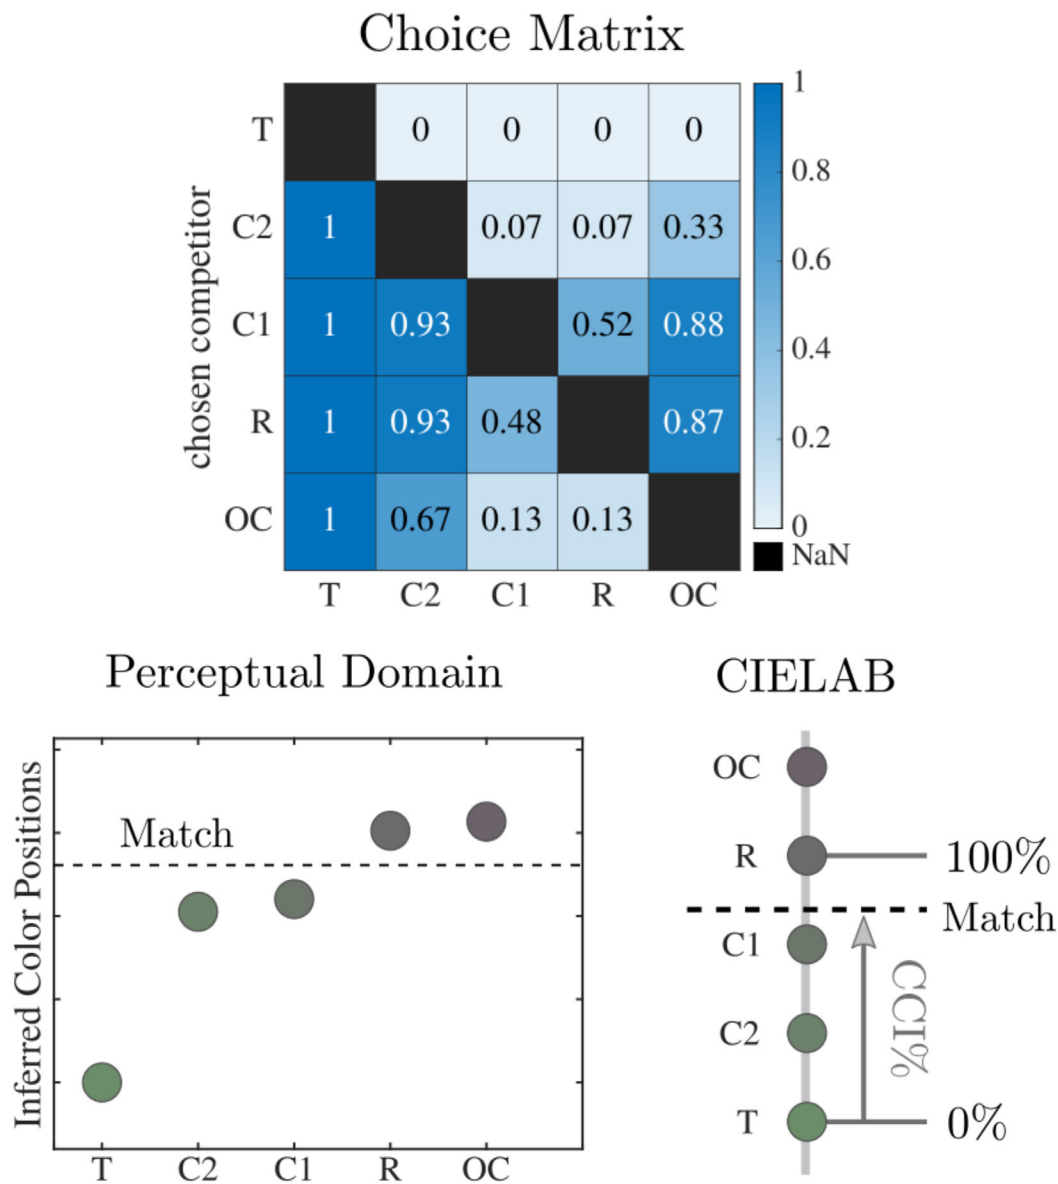 Choice Matrix
chosen competitor
T 0 0 0 0
C2 1 0.07 0.07 0.33
C1 1 0.93 0.52 0.88
R 1 0.93 0.48 0.87
OC 1 0.67 0.13 0.13
T C2 C1 R OC
1
0.8
0.6
0.4
0.2
0
NaN
Perceptual Domain
Inferred Color Positions
Match
T C2 C1 R OC
CIELAB
OC
R 100%
Match
C1
CCI%
C2
T 0%